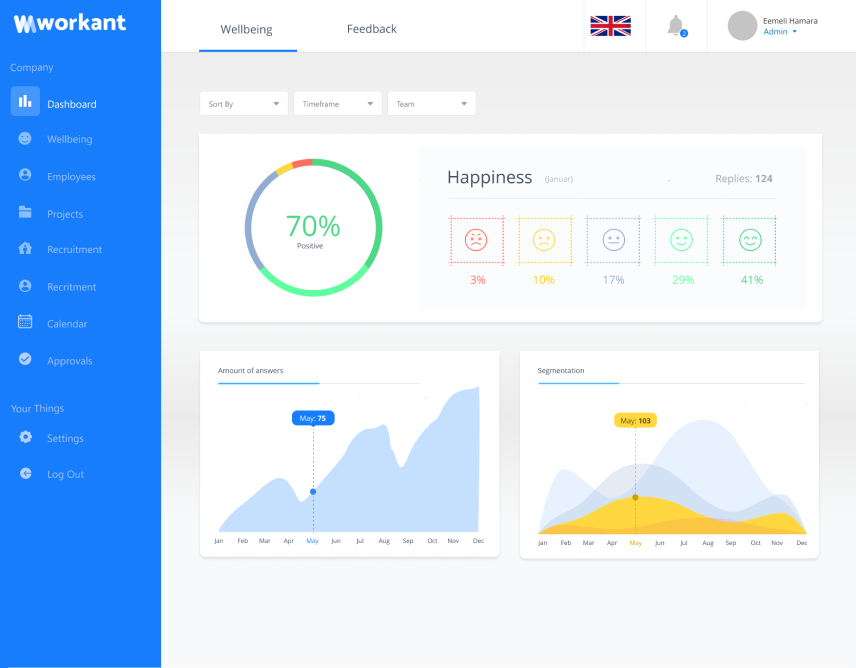 workant
Company
Dashboard
Wellbeing
Employees
Projects
Recruitment
Recritment
Calendar
Approvals
Your Things
Settings
Log Out
Wellbeing Feedback
2
Eemeli Hamara
Admin
Sort By Timeframe Team
70%
Positive
Happiness (Januar) - Replies: 124
3% 10% 17% 29% 41%
Amount of answers
May: 75
Jan Feb Mar Apr May Jun Jul Aug Sep Oct Nov Dec
Segmentation
May: 103
Jan Feb Mar Apr May Jun Jul Aug Sep Oct Nov Dec